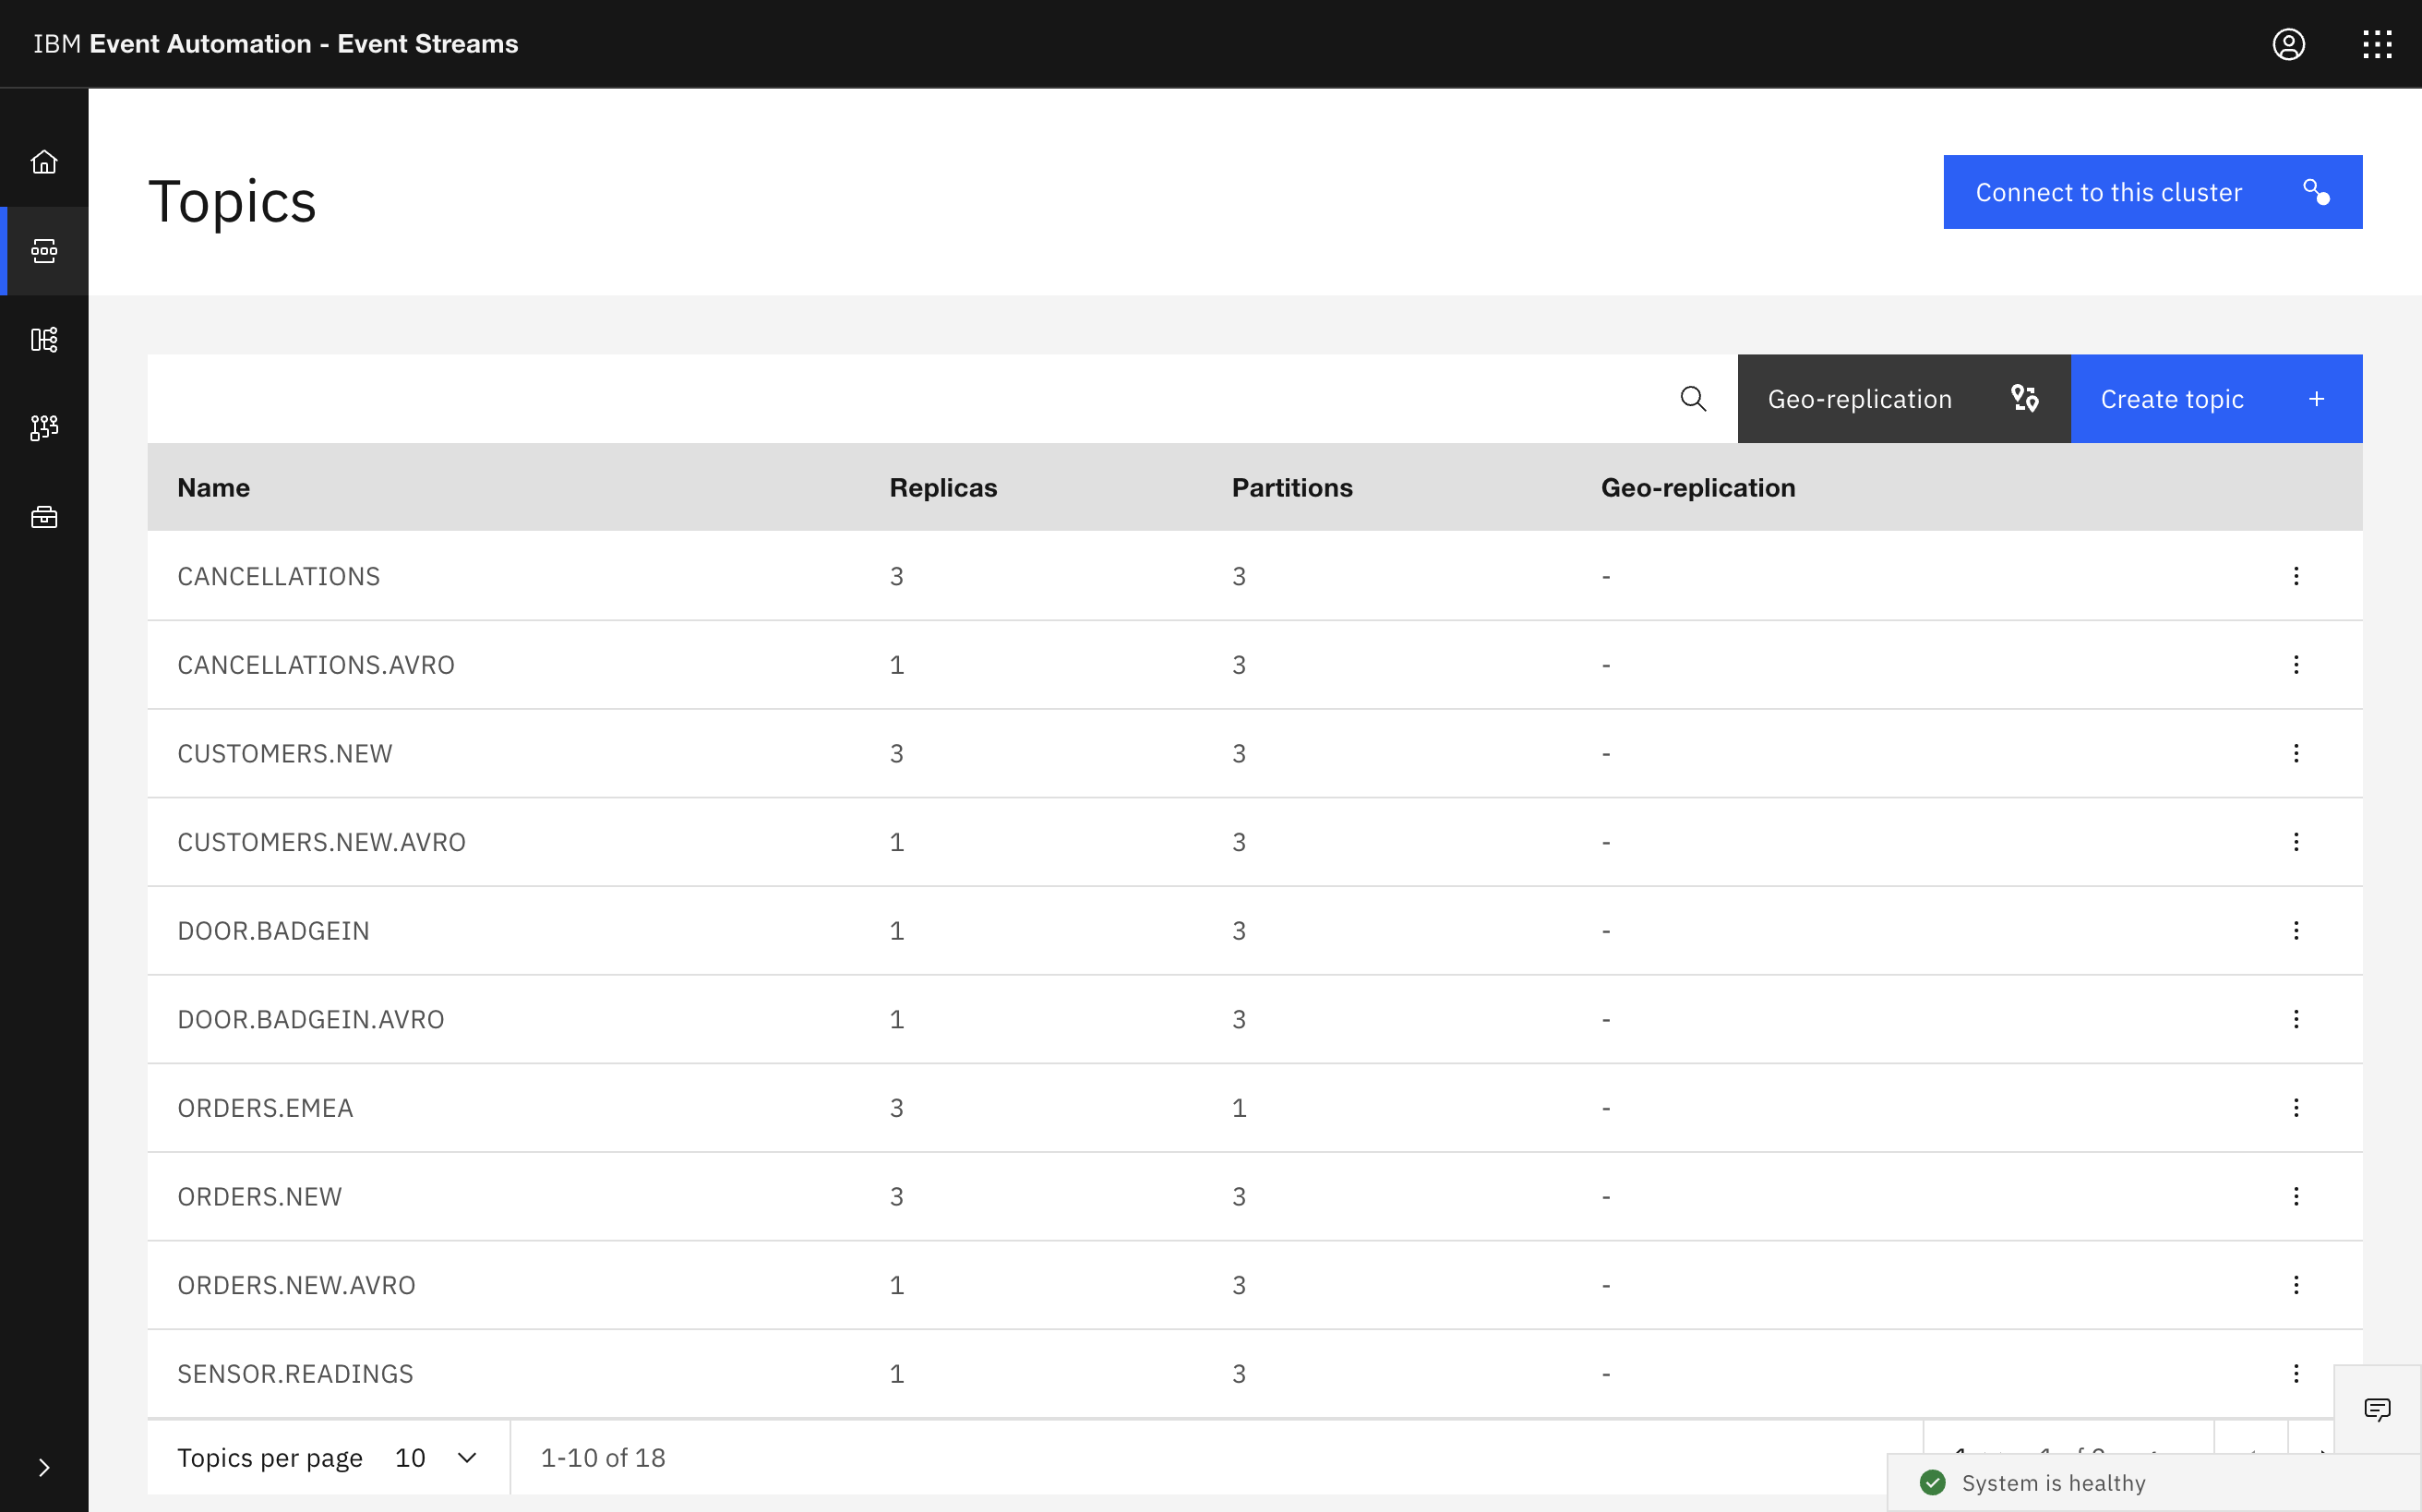 IBM Event Automation - Event Streams
Topics
Connect to this cluster
Geo-replication
Create topic
Name Replicas Partitions Geo-replication
CANCELLATIONS 3 3 -
CANCELLATIONS.AVRO 1 3 -
CUSTOMERS.NEW 3 3 -
CUSTOMERS.NEW.AVRO 1 3 -
DOOR.BADGEIN 1 3 -
DOOR.BADGEIN.AVRO 1 3 -
ORDERS.EMEA 3 1 -
ORDERS.NEW 3 3 -
ORDERS.NEW.AVRO 1 3 -
SENSOR.READINGS 1 3 -
Topics per page 10 1-10 of 18
System is healthy